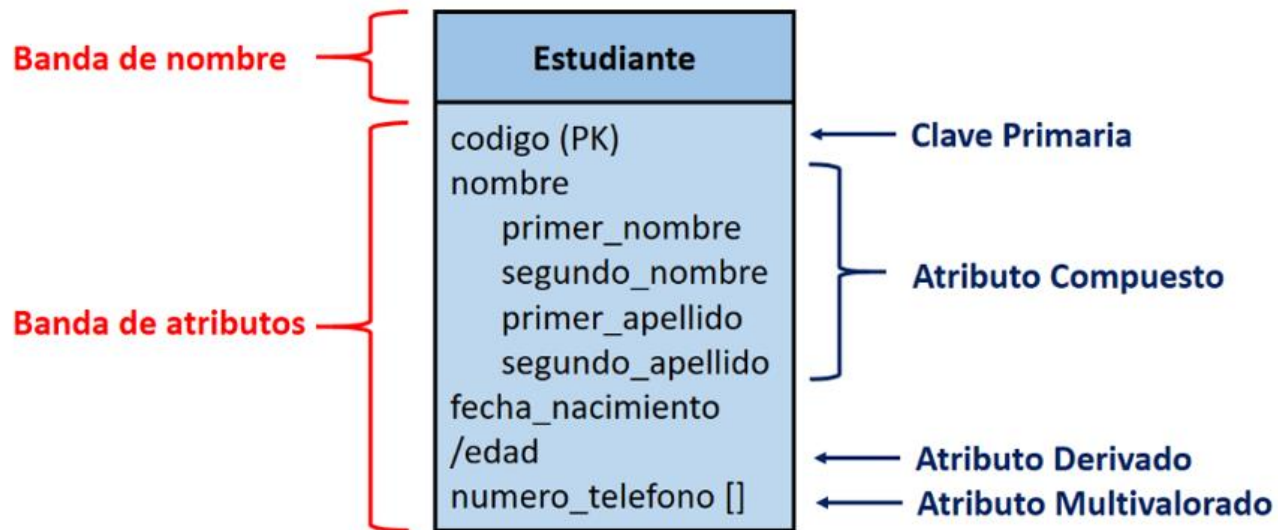 Banda de nombre
Estudiante
codigo (PK)
Clave Primaria
nombre
primer_nombre
segundo_nombre
Atributo Compuesto
primer_apellido
Banda de atributos
segundo_apellido
fecha_nacimiento
/edad
Atributo Derivado
numero_telefono []
Atributo Multivalorado